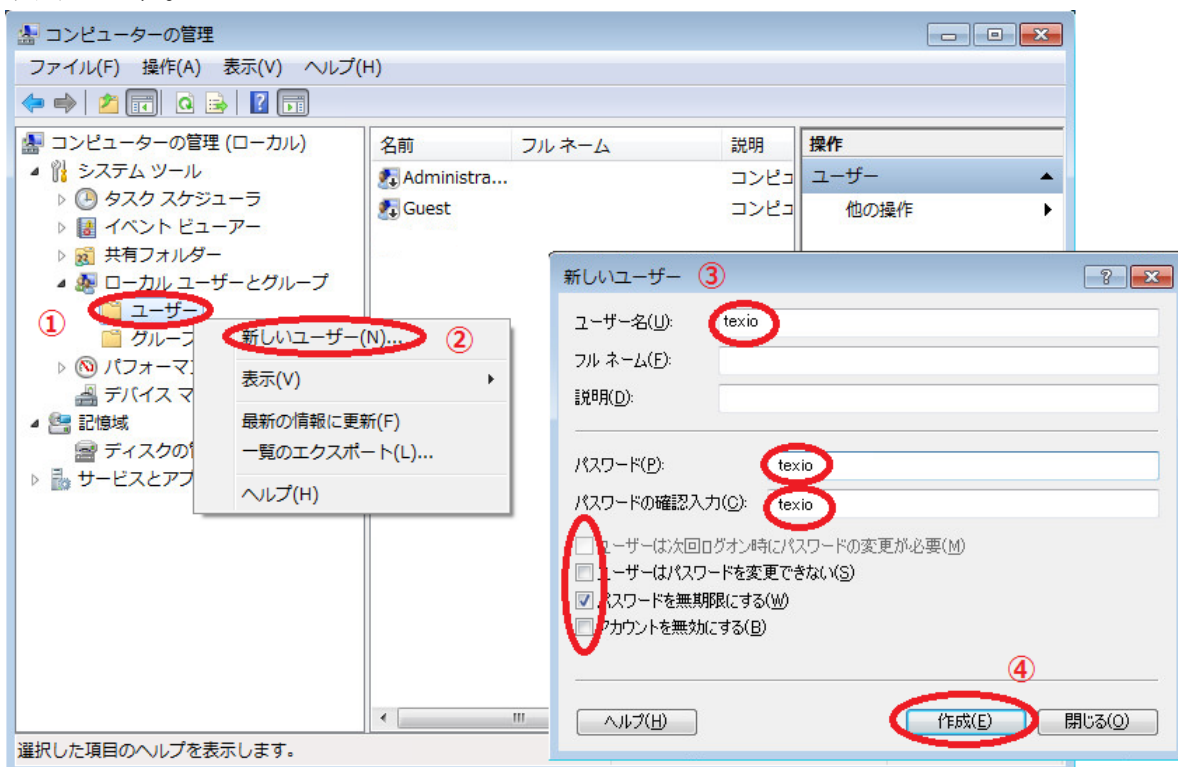 コンピューターの管理
ファイル(F) 操作(A) 表示(V) ヘルプ(H)
コンピューターの管理 (ローカル)
システム ツール
タスク スケジューラ
イベント ビューアー
共有フォルダー
ローカル ユーザーとグループ
① ユーザー
グループ
パフォーマ
デバイス マ
記憶域
ディスクの
サービスとアプ
名前 フル ネーム 説明
Administra... コンピュ
Guest コンピュ
操作
ユーザー
他の操作
新しいユーザー(N)... ②
表示(V)
最新の情報に更新(F)
一覧のエクスポート(L)...
ヘルプ(H)
新しいユーザー ③
ユーザー名(U): texio
フル ネーム(F):
説明(D):
パスワード(P): texio
パスワードの確認入力(C): texio
ユーザーは次回ログオン時にパスワードの変更が必要(M)
ユーザーはパスワードを変更できない(S)
パスワードを無期限にする(W)
アカウントを無効にする(B)
④
ヘルプ(H) 作成(E) 閉じる(O)
選択した項目のヘルプを表示します。